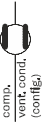 comp.
vent. cond.
(config.)